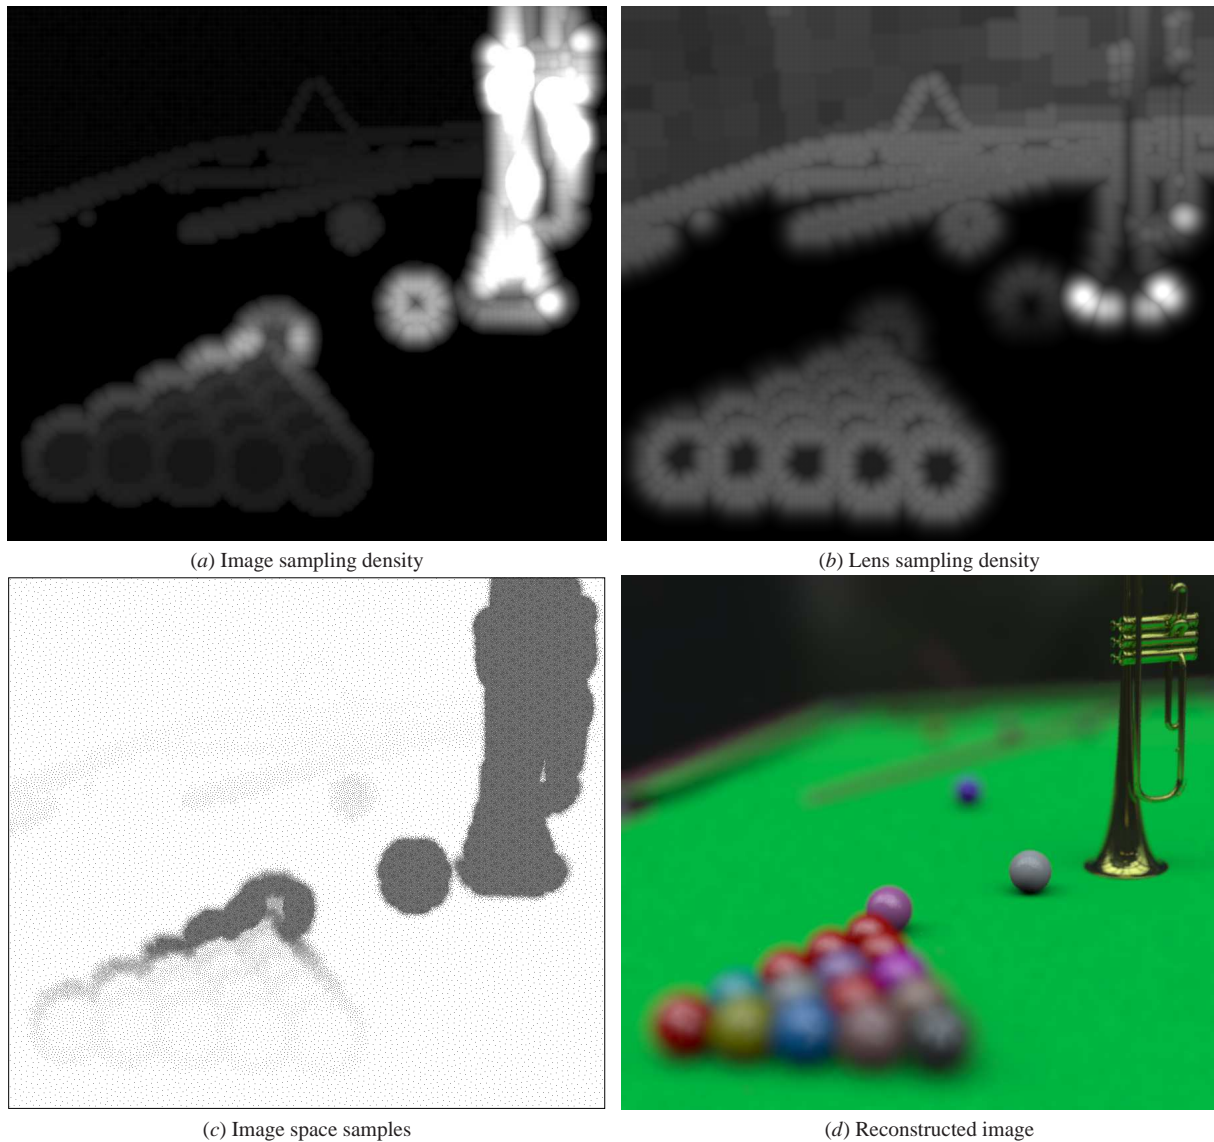 (a) Image sampling density
(b) Lens sampling density
(c) Image space samples
(d) Reconstructed image